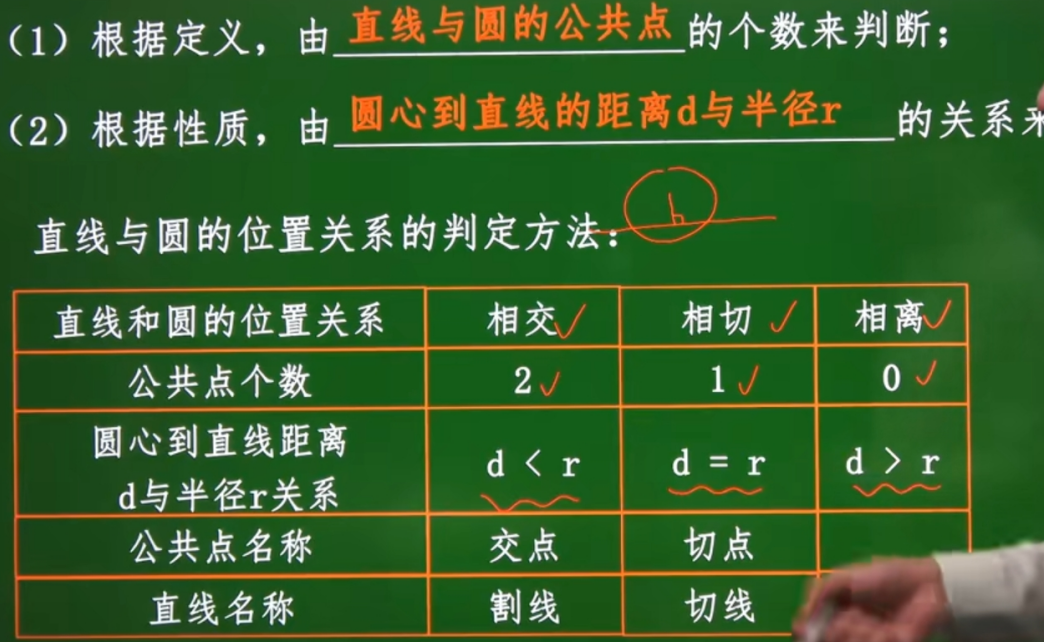 （1）根据定义，由 直线与圆的公共点 的个数来判断；
（2）根据性质，由 圆心到直线的距离d与半径r 的关系来
直线与圆的位置关系的判定方法：
直线和圆的位置关系 相交 相切 相离
公共点个数 2 1 0
圆心到直线距离
d与半径r关系 d < r d = r d > r
公共点名称 交点 切点
直线名称 割线 切线